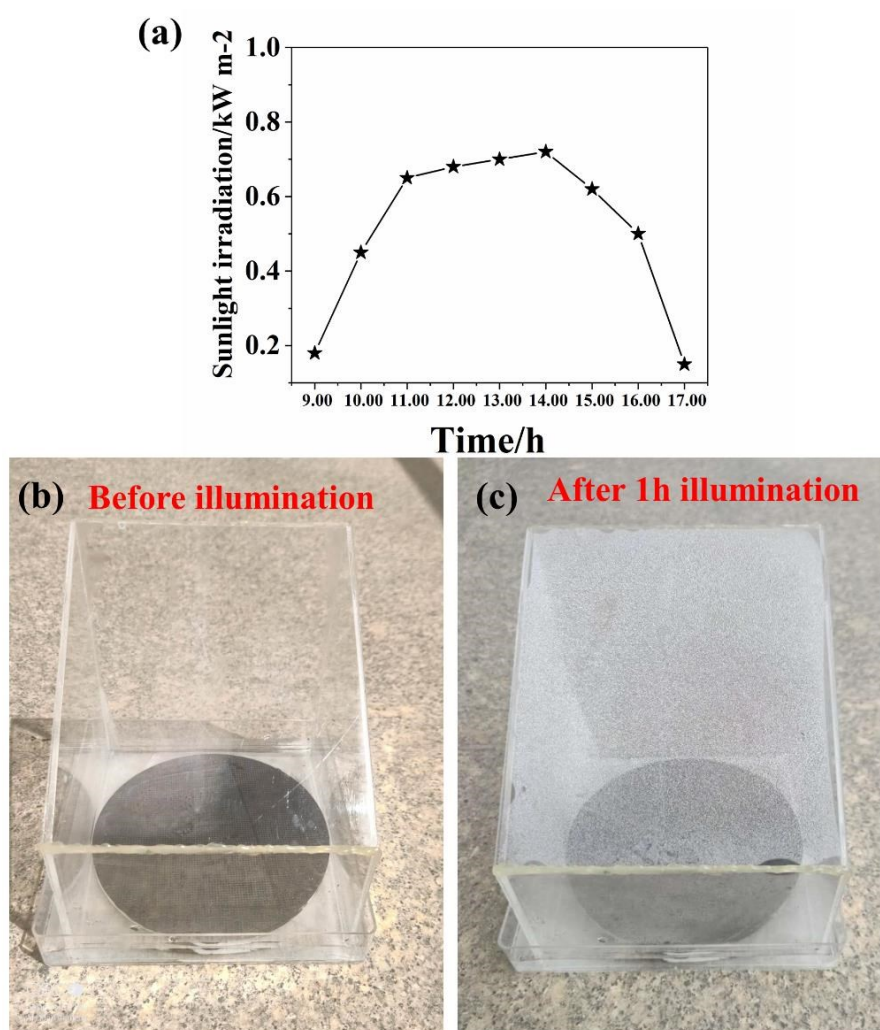 (a)
Sunlight irradiation/kW m-2
1.0
0.8
0.6
0.4
0.2
9.00 10.00 11.00 12.00 13.00 14.00 15.00 16.00 17.00
Time/h
(b) Before illumination
(c) After 1h illumination